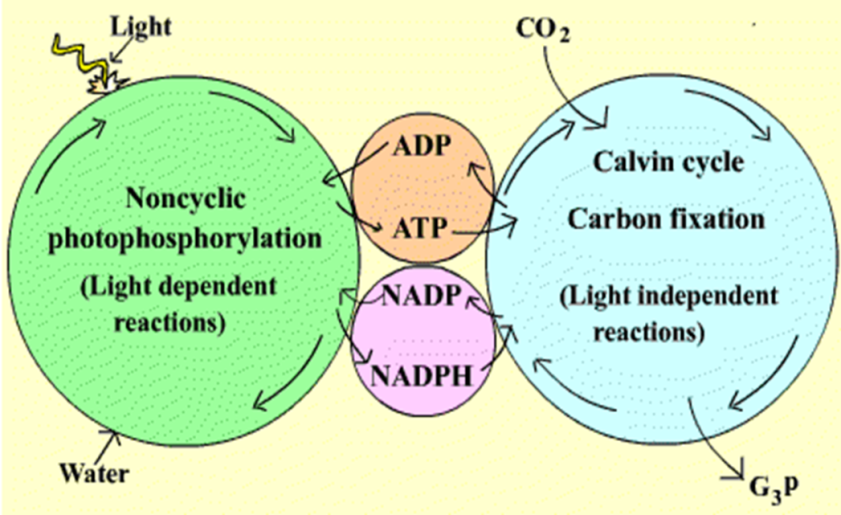 Light
CO₂
Noncyclic
photophosphorylation
(Light dependent
reactions)
ADP
ATP
NADP
NADPH
Calvin cycle
Carbon fixation
(Light independent
reactions)
Water
G₃P